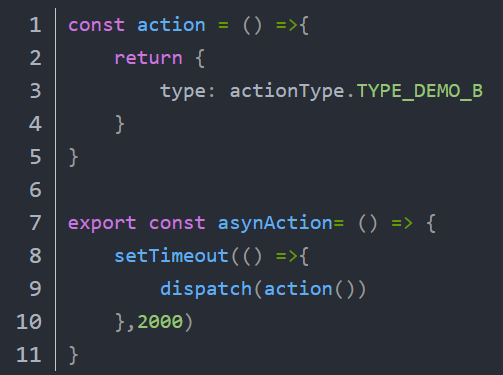 1 const action = () =>{
2     return {
3         type: actionType.TYPE_DEMO_B
4     }
5 }
6
7 export const asynAction= () => {
8     setTimeout(() =>{
9         dispatch(action())
10     },2000)
11 }